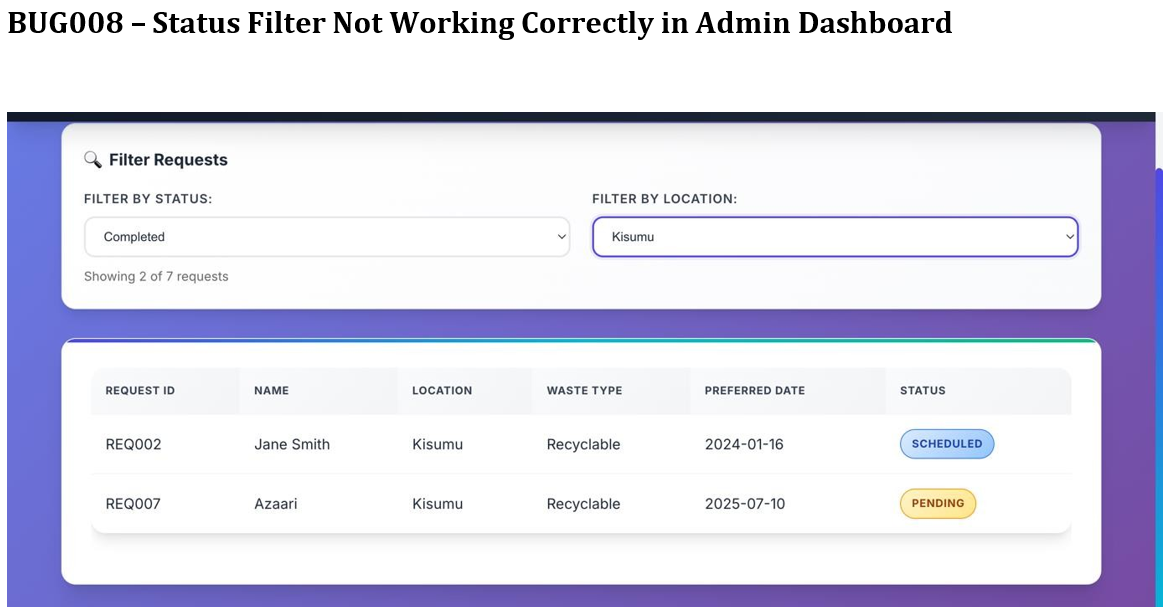 BUG008 – Status Filter Not Working Correctly in Admin Dashboard
Filter Requests
FILTER BY STATUS: FILTER BY LOCATION:
Completed Kisumu
Showing 2 of 7 requests
REQUEST ID NAME LOCATION WASTE TYPE PREFERRED DATE STATUS
REQ002 Jane Smith Kisumu Recyclable 2024-01-16 SCHEDULED
REQ007 Azaari Kisumu Recyclable 2025-07-10 PENDING